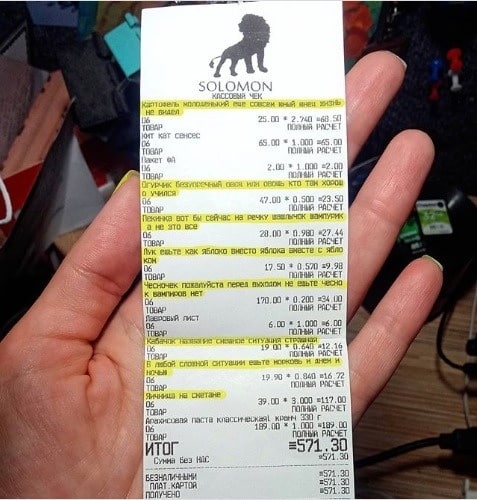 SOLOMON
КАССОВЫЙ ЧЕК
Картофель молоденький еще совсем юный юнец жизнь
не видел
06 25.00 * 2.740 =68.50
ТОВАР ПОЛНЫЙ РАСЧЕТ
Кит кат сенсес
06 65.00 * 1.000 =65.00
ТОВАР ПОЛНЫЙ РАСЧЕТ
Пакет ФА
06 2.00 * 1.000 =2.00
ТОВАР ПОЛНЫЙ РАСЧЕТ
Огурчик безупречный овощ или овощь кто там хорош
о учился
06 47.00 * 0.500 =23.50
ТОВАР ПОЛНЫЙ РАСЧЕТ
Пекинка вот бы сейчас на речку шашлычок вампурик
а не это все
06 28.00 * 0.980 =27.44
ТОВАР ПОЛНЫЙ РАСЧЕТ
Лук ешьте как яблоко вместо яблока вместе с ябло
ком
06 17.50 * 0.570 =9.98
ТОВАР ПОЛНЫЙ РАСЧЕТ
Чесночек пожалуйста перед выходом не ешьте чесно
к вампиров нет
06 170.00 * 0.200 =34.00
ТОВАР ПОЛНЫЙ РАСЧЕТ
Лавровый лист
06 6.00 * 1.000 =6.00
ТОВАР ПОЛНЫЙ РАСЧЕТ
Кабачок название смешное ситуация страшная
06 19.00 * 0.640 =12.16
ТОВАР ПОЛНЫЙ РАСЧЕТ
В любой сложной ситуации ешьте морковь и днем и
ночью
06 19.90 * 0.840 =16.72
ТОВАР ПОЛНЫЙ РАСЧЕТ
Яичница на сметане
06 39.00 * 3.000 =117.00
ТОВАР ПОЛНЫЙ РАСЧЕТ
Арахисовая паста классическая кранч 330 г
06 189.00 * 1.000 =189.00
ТОВАР ПОЛНЫЙ РАСЧЕТ
ИТОГ =571.30
Сумма без НДС =571.30
БЕЗНАЛИЧНЫМИ =571.30
ПЛАТ.КАРТОЙ =571.30
ПОЛУЧЕНО =571.30